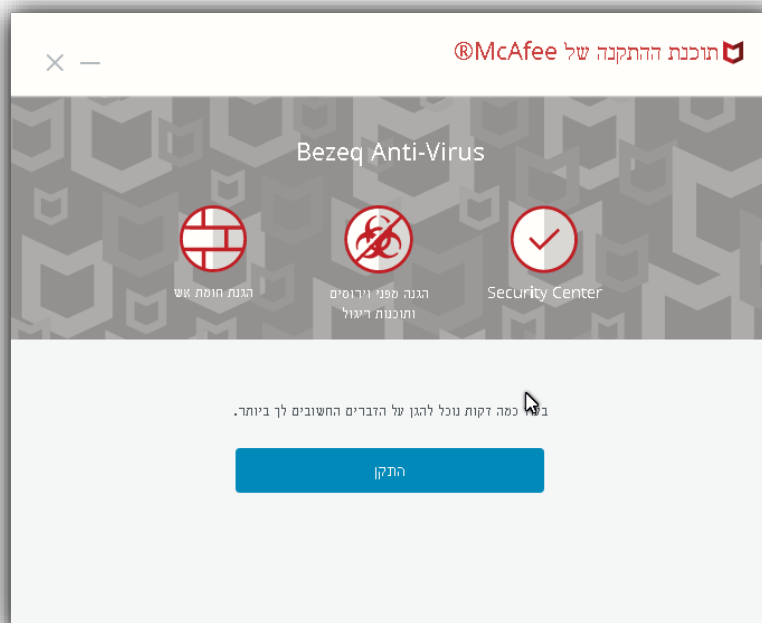 תוכנת ההתקנה של McAfee®
Bezeq Anti-Virus
Security Center
הגנה מפני וירוסים
ותוכנות ריגול
הגנת חומת אש
כמה דקות נוכל להגן על הדברים החשובים לך ביותר.
התקן